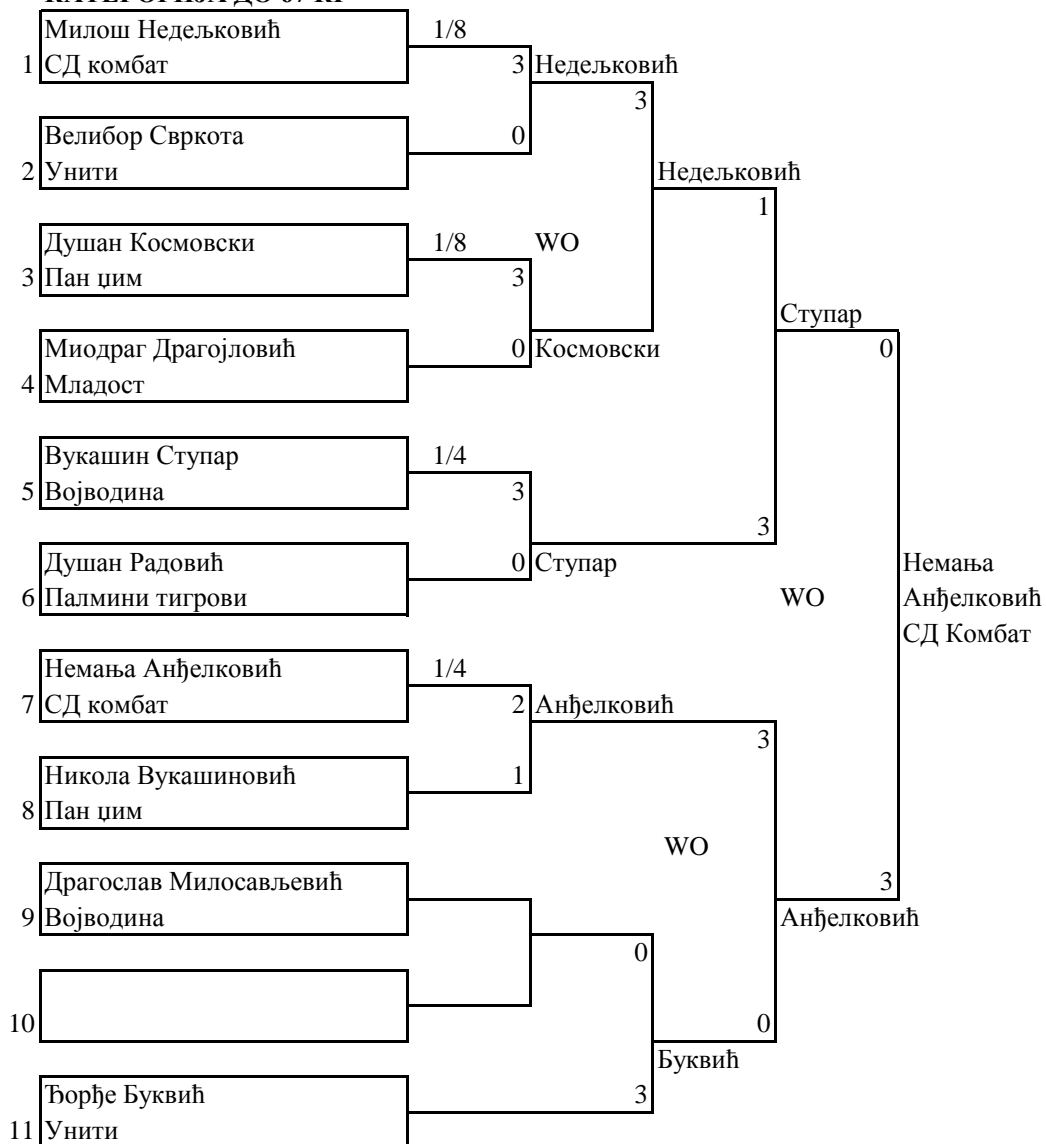 Милош Недељковић
1/8
1 СД комбат
3 Недељковић
3
Велибор Свркота
0
2 Унити
Недељковић
1
Душан Космовски
1/8
WO
3 Пан џим
3
Ступар
0
Миодраг Драгојловић
0 Космовски
4 Младост
Вукашин Ступар
1/4
5 Војводина
3
3
Душан Радовић
0 Ступар
6 Палмини тигрови
WO
Немања
Анђелковић
СД Комбат
Немања Анђелковић
1/4
7 СД комбат
2 Анђелковић
3
Никола Вукашиновић
1
8 Пан џим
WO
Драгослав Милосављевић
3
9 Војводина
Анђелковић
0
10
0
Буквић
Ђорђе Буквић
3
11 Унити